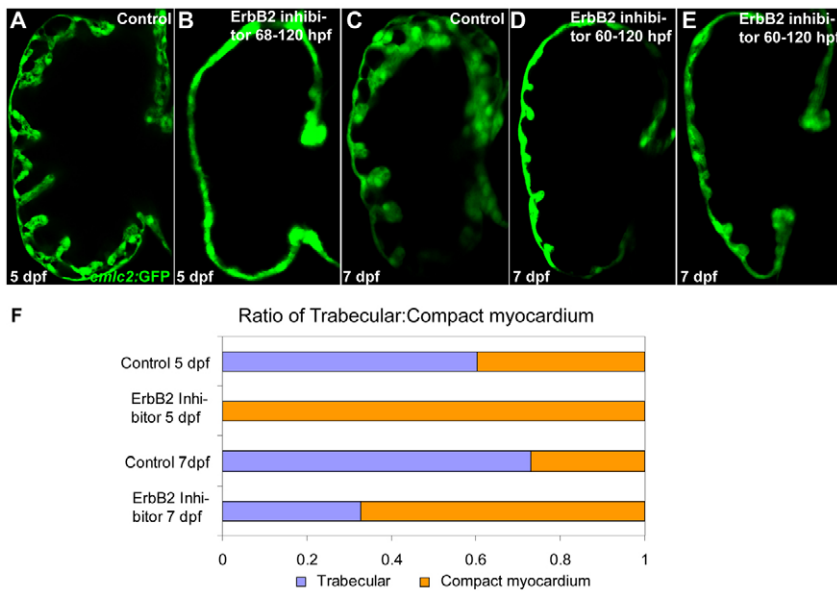 A Control
B ErbB2 inhibi-
tor 68-120 hpf
C Control
D ErbB2 inhibi-
tor 60-120 hpf
E ErbB2 inhibi-
tor 60-120 hpf
5 dpf cmlc2:GFP
5 dpf
7 dpf
7 dpf
7 dpf
F Ratio of Trabecular:Compact myocardium
Control 5 dpf
ErbB2 Inhi-
bitor 5 dpf
Control 7dpf
ErbB2 Inhi-
bitor 7 dpf
0 0.2 0.4 0.6 0.8 1
Trabecular Compact myocardium